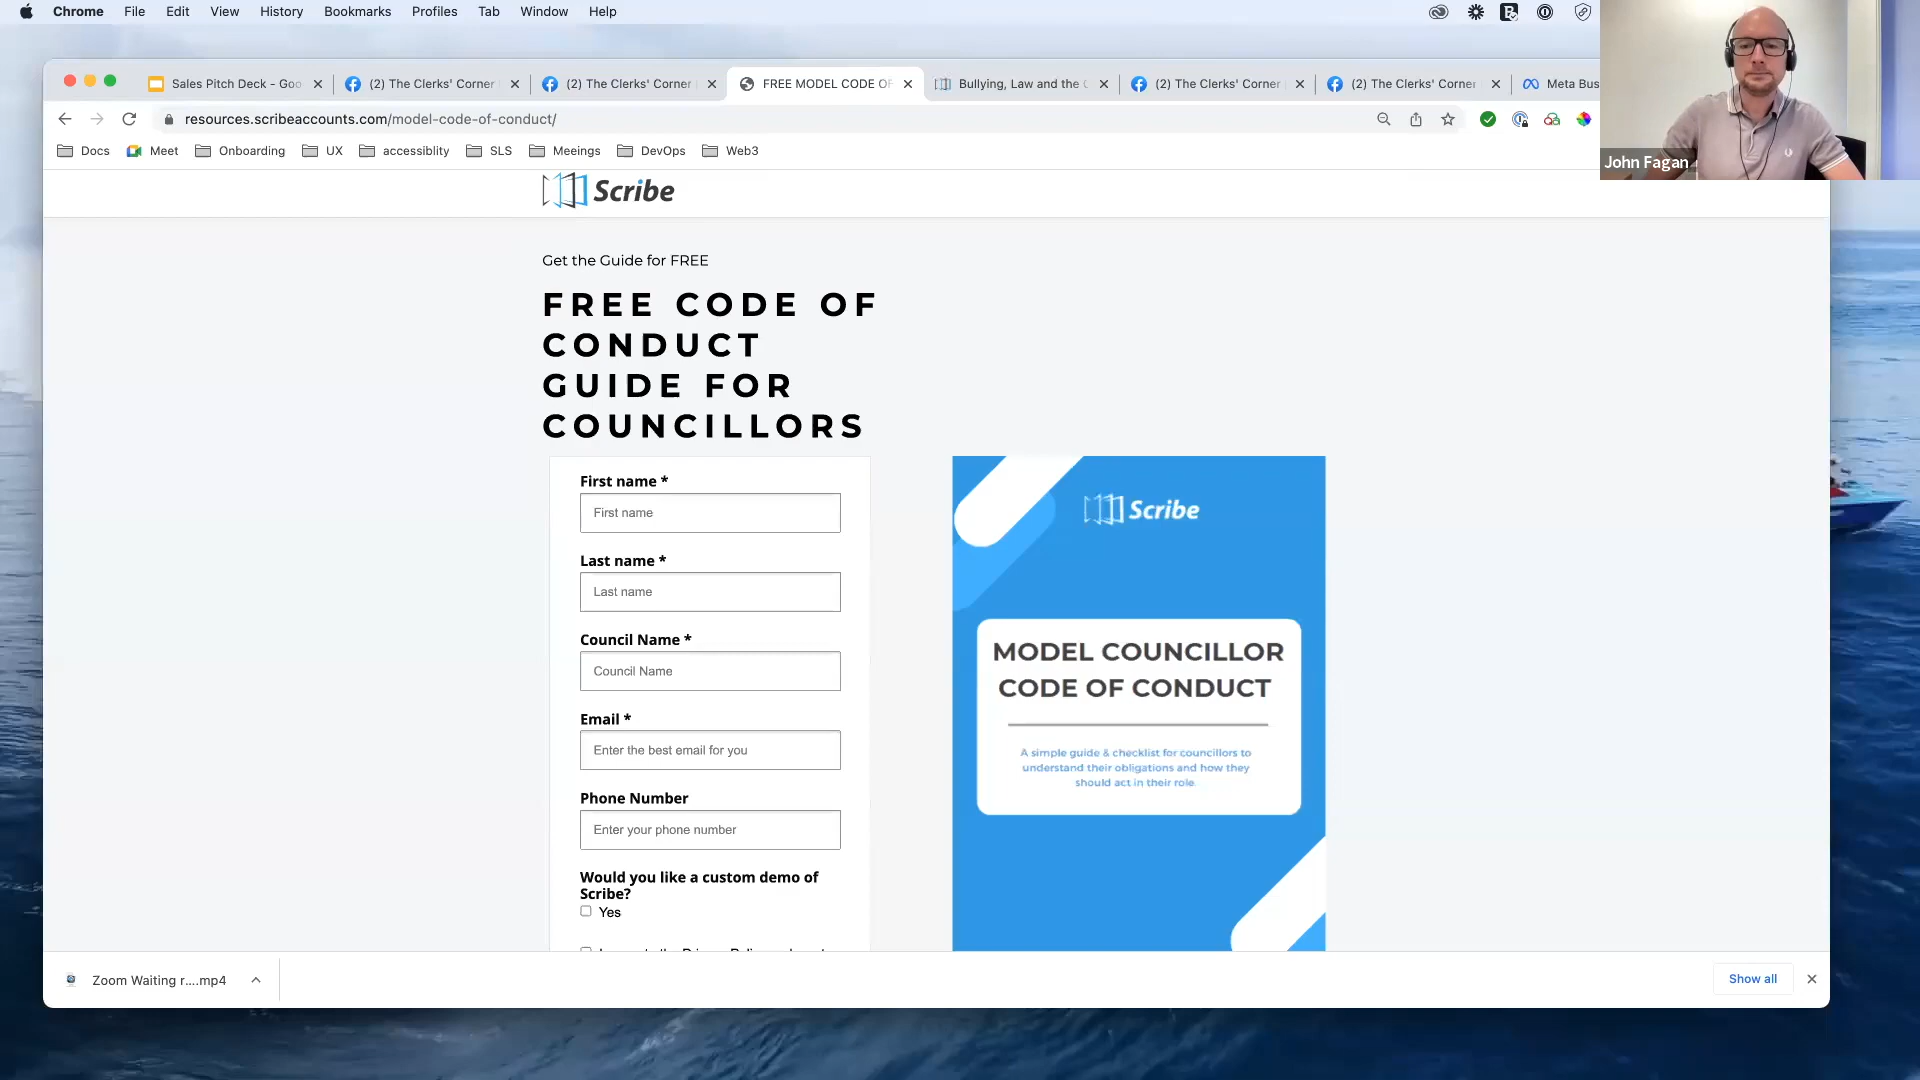 Chrome File Edit View History Bookmarks Profiles Tab Window Help
Sales Pitch Deck - Goo
(2) The Clerks' Corner
(2) The Clerks' Corner
FREE MODEL CODE OF
Bullying, Law and the
(2) The Clerks' Corner
(2) The Clerks' Corner
Meta Bus
resources.scribeaccounts.com/model-code-of-conduct/
Docs Meet Onboarding UX accessiblity SLS Meeings DevOps Web3
John Fagan
Scribe
Get the Guide for FREE
FREE CODE OF
CONDUCT
GUIDE FOR
COUNCILLORS
First name *
First name
Last name *
Last name
Council Name *
Council Name
Email *
Enter the best email for you
Phone Number
Enter your phone number
Would you like a custom demo of
Scribe?
Yes
Scribe
MODEL COUNCILLOR
CODE OF CONDUCT
A simple guide & checklist for councillors to
understand their obligations and how they
should act in their role.
Zoom Waiting r....mp4
Show all